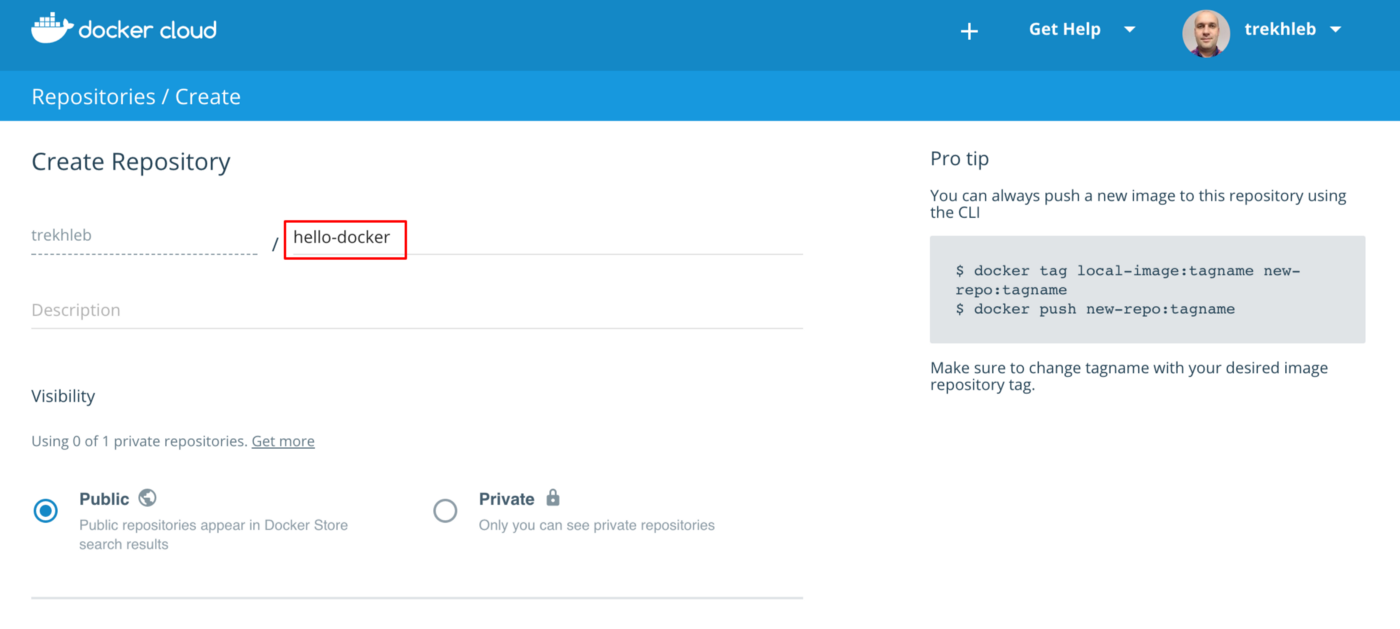 docker cloud
Get Help
trekhleb
Repositories / Create
Create Repository
trekhleb / hello-docker
Description
Visibility
Using 0 of 1 private repositories. Get more
Public
Public repositories appear in Docker Store
search results
Private
Only you can see private repositories
Pro tip
You can always push a new image to this repository using
the CLI
$ docker tag local-image:tagname new-
repo:tagname
$ docker push new-repo:tagname
Make sure to change tagname with your desired image
repository tag.